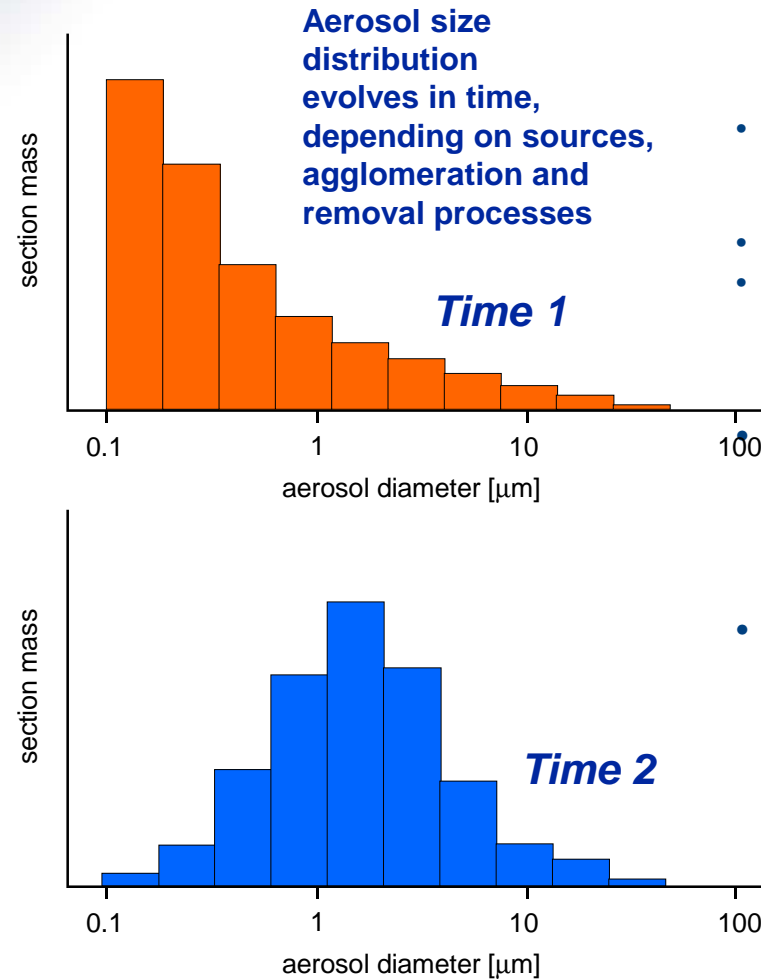 Aerosol size
distribution
evolves in time,
depending on sources,
agglomeration and
removal processes
section mass
Time 1
0.1 1 10 100
aerosol diameter [μm]
section mass
Time 2
0.1 1 10 100
aerosol diameter [μm]